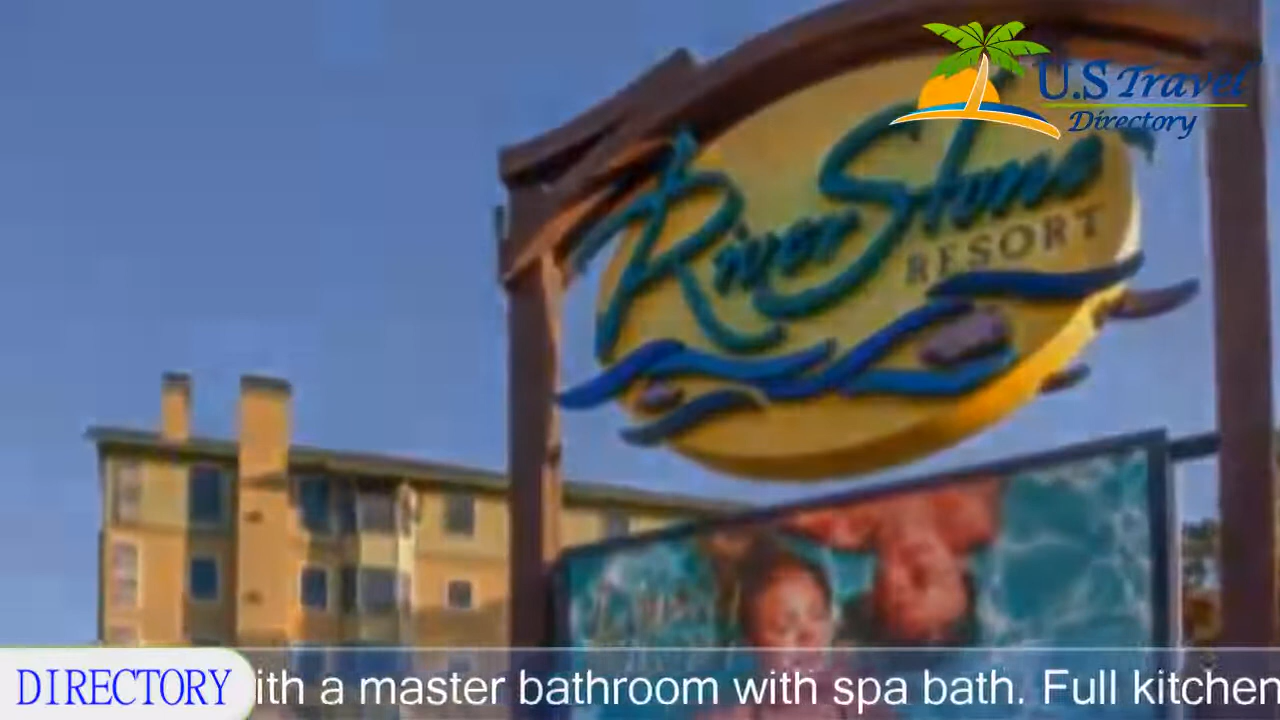 U.S Travel
Directory
RiverStone
RESORT
DIRECTORY
ith a master bathroom with spa bath. Full kitchen